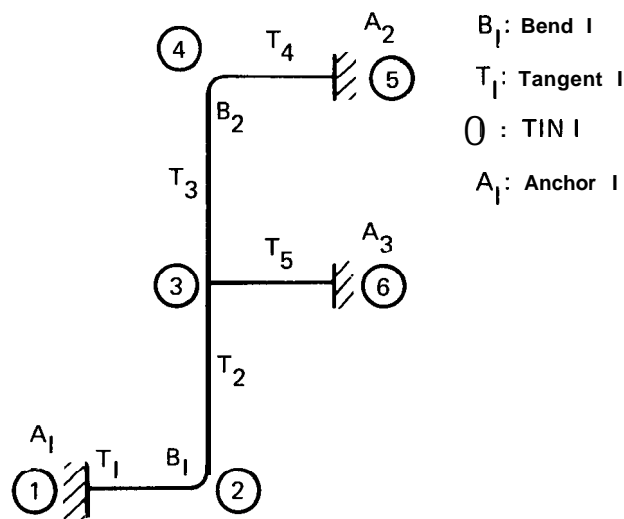 A2
4 T4 5
B2
T3
A3
T5
3 6
T2
A1
T1 B1
1 2
BI: Bend I
TI: Tangent I
0 : TIN I
AI: Anchor I